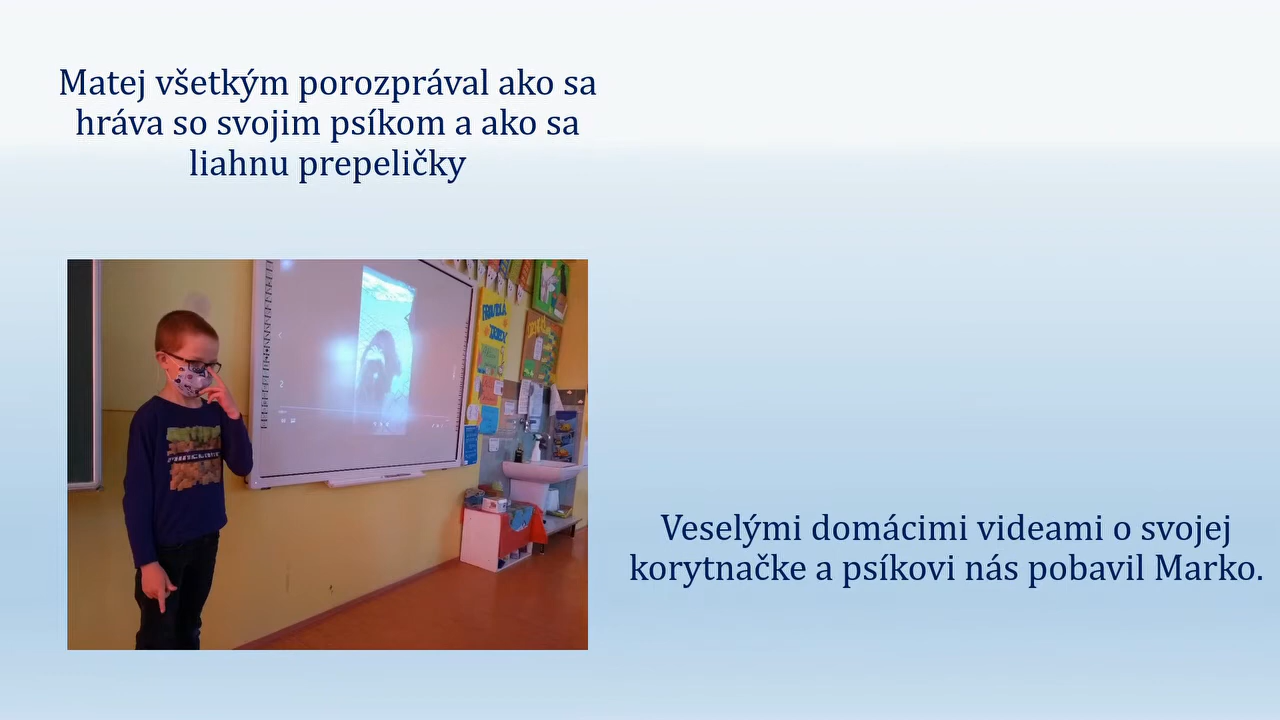 Matej všetkým porozprával ako sa
hráva so svojim psíkom a ako sa
liahnu prepeličky
MINECRAFT
Veselými domácimi videami o svojej
korytnačke a psíkovi nás pobavil Marko.